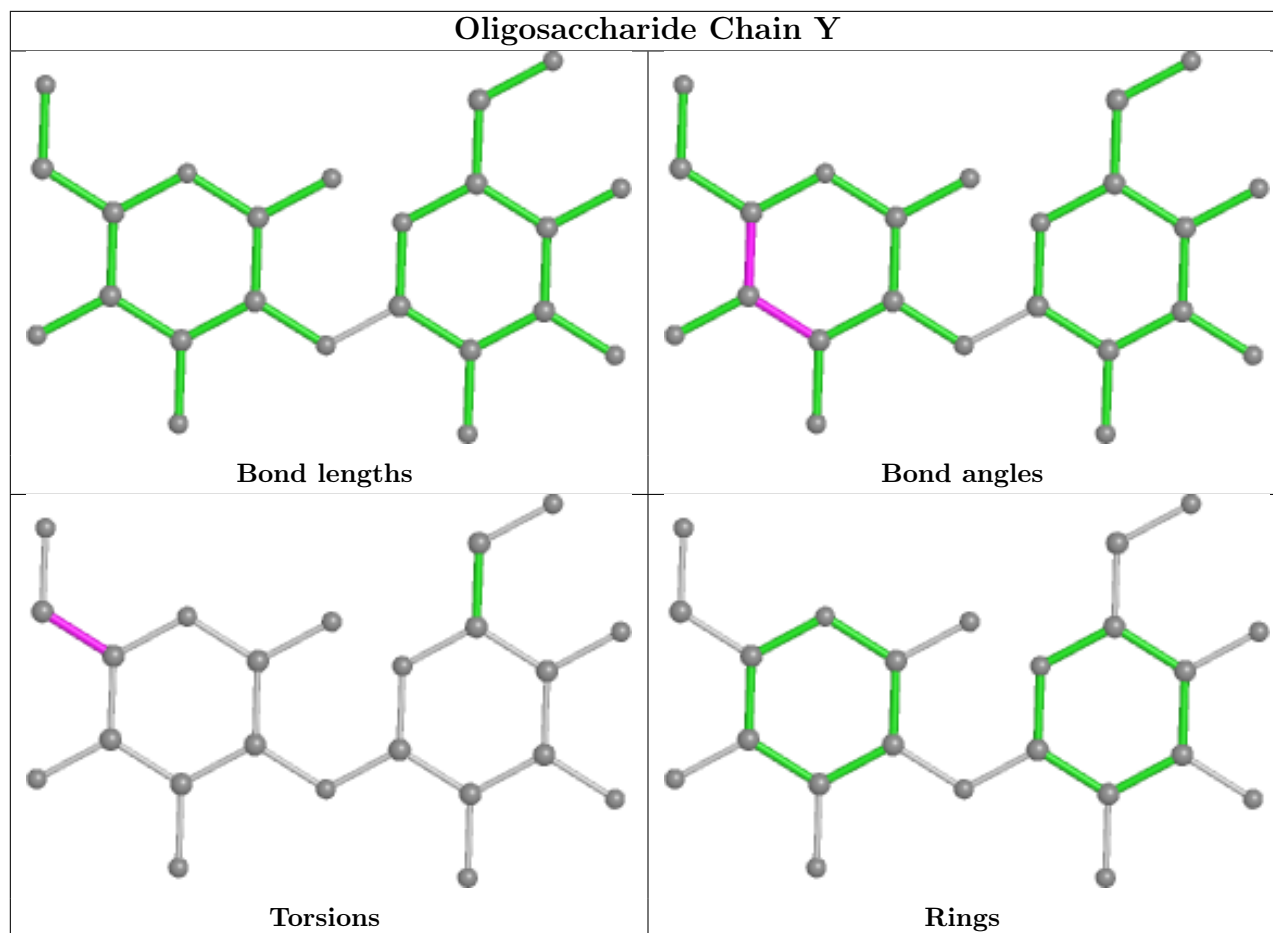 Oligosaccharide Chain Y
Bond lengths
Bond angles
Torsions
Rings